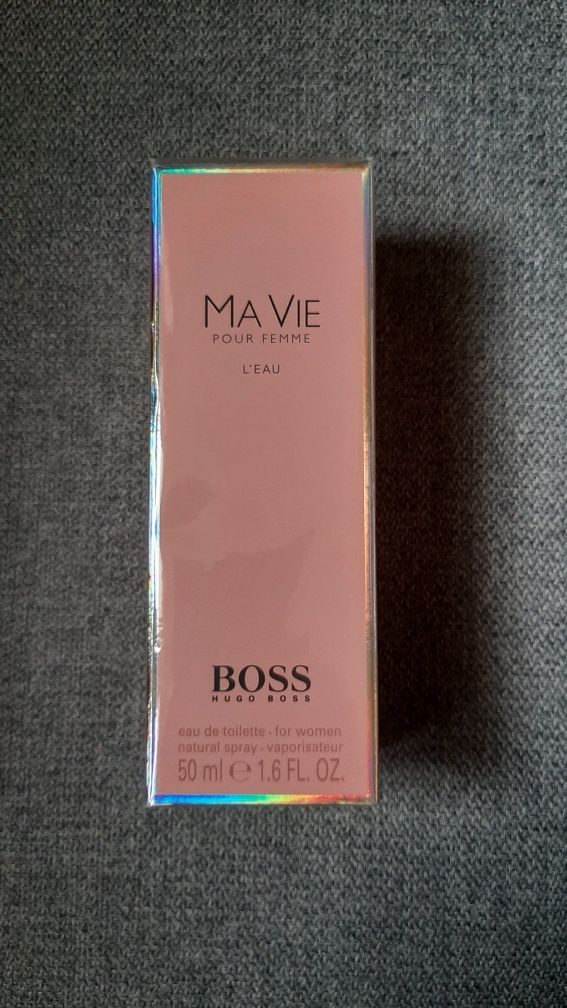 MA VIE
POUR FEMME
L'EAU
BOSS
HUGO BOSS
eau de toilette • for women
natural spray • vaporisateur
50 ml ℮ 1.6 FL. OZ.